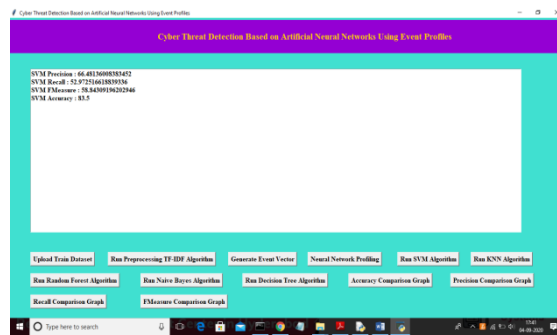 Cyber Threat Detection Based on Artificial Neural Networks Using Event Profiles
Cyber Threat Detection Based on Artificial Neural Networks Using Event Profiles
SVM Precision : 66.48136008383452
SVM Recall : 52.972516618839336
SVM FMeasure : 58.84309196202946
SVM Accuracy : 83.5
Upload Train Dataset Run Preprocessing TF-IDF Algorithm Generate Event Vector Neural Network Profiling Run SVM Algorithm Run KNN Algorithm
Run Random Forest Algorithm Run Naive Bayes Algorithm Run Decision Tree Algorithm Accuracy Comparison Graph Precision Comparison Graph
Recall Comparison Graph FMeasure Comparison Graph
Type here to search
13:41